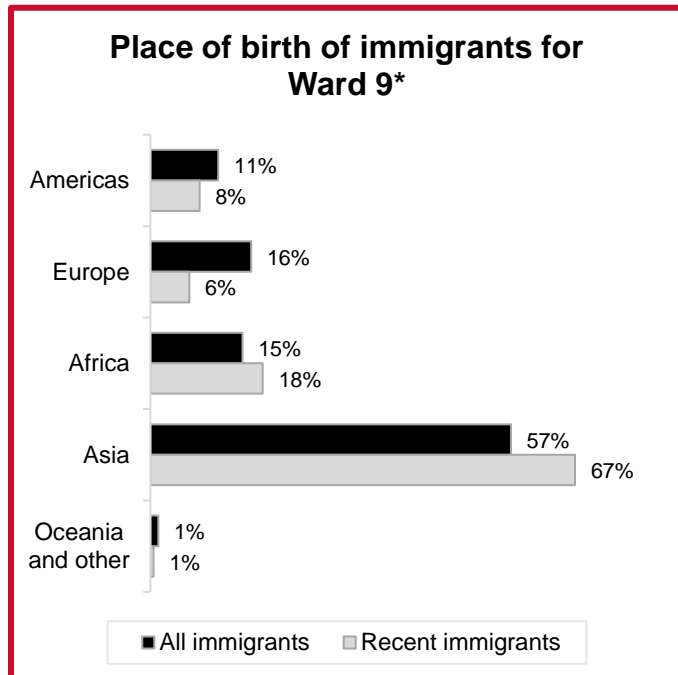 Place of birth of immigrants for
Ward 9*
Americas
11%
8%
Europe
16%
6%
Africa
15%
18%
Asia
57%
67%
Oceania
and other
1%
1%
All immigrants
Recent immigrants